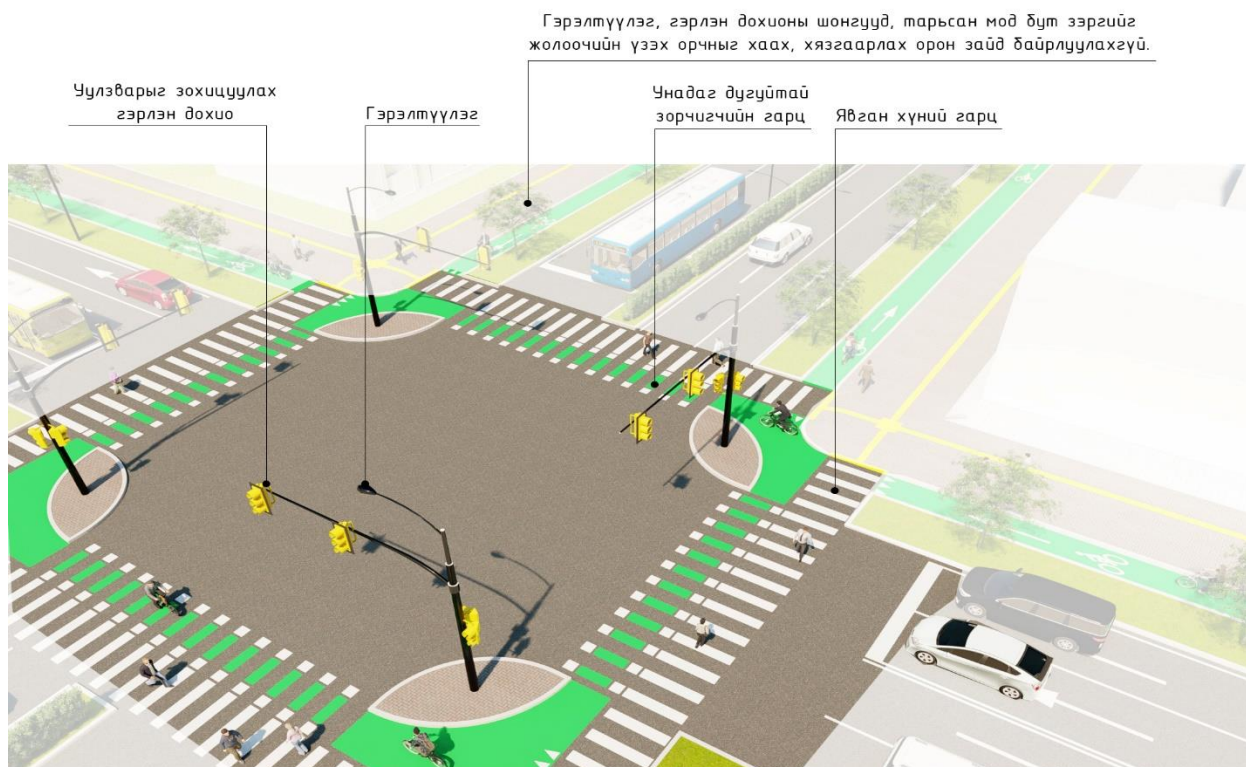 Гэрэлтүүлэг, гэрлэн дохионы шонгууд, тарьсан мод бут зэргийг
жолоочийн үзэх орчныг хаах, хязгаарлах орон зайд байрлуулахгүй.
Уулзварыг зохицуулах
гэрлэн дохио
Гэрэлтүүлэг
Унадаг дугуйтай
зорчигчийн гарц
Явган хүний гарц